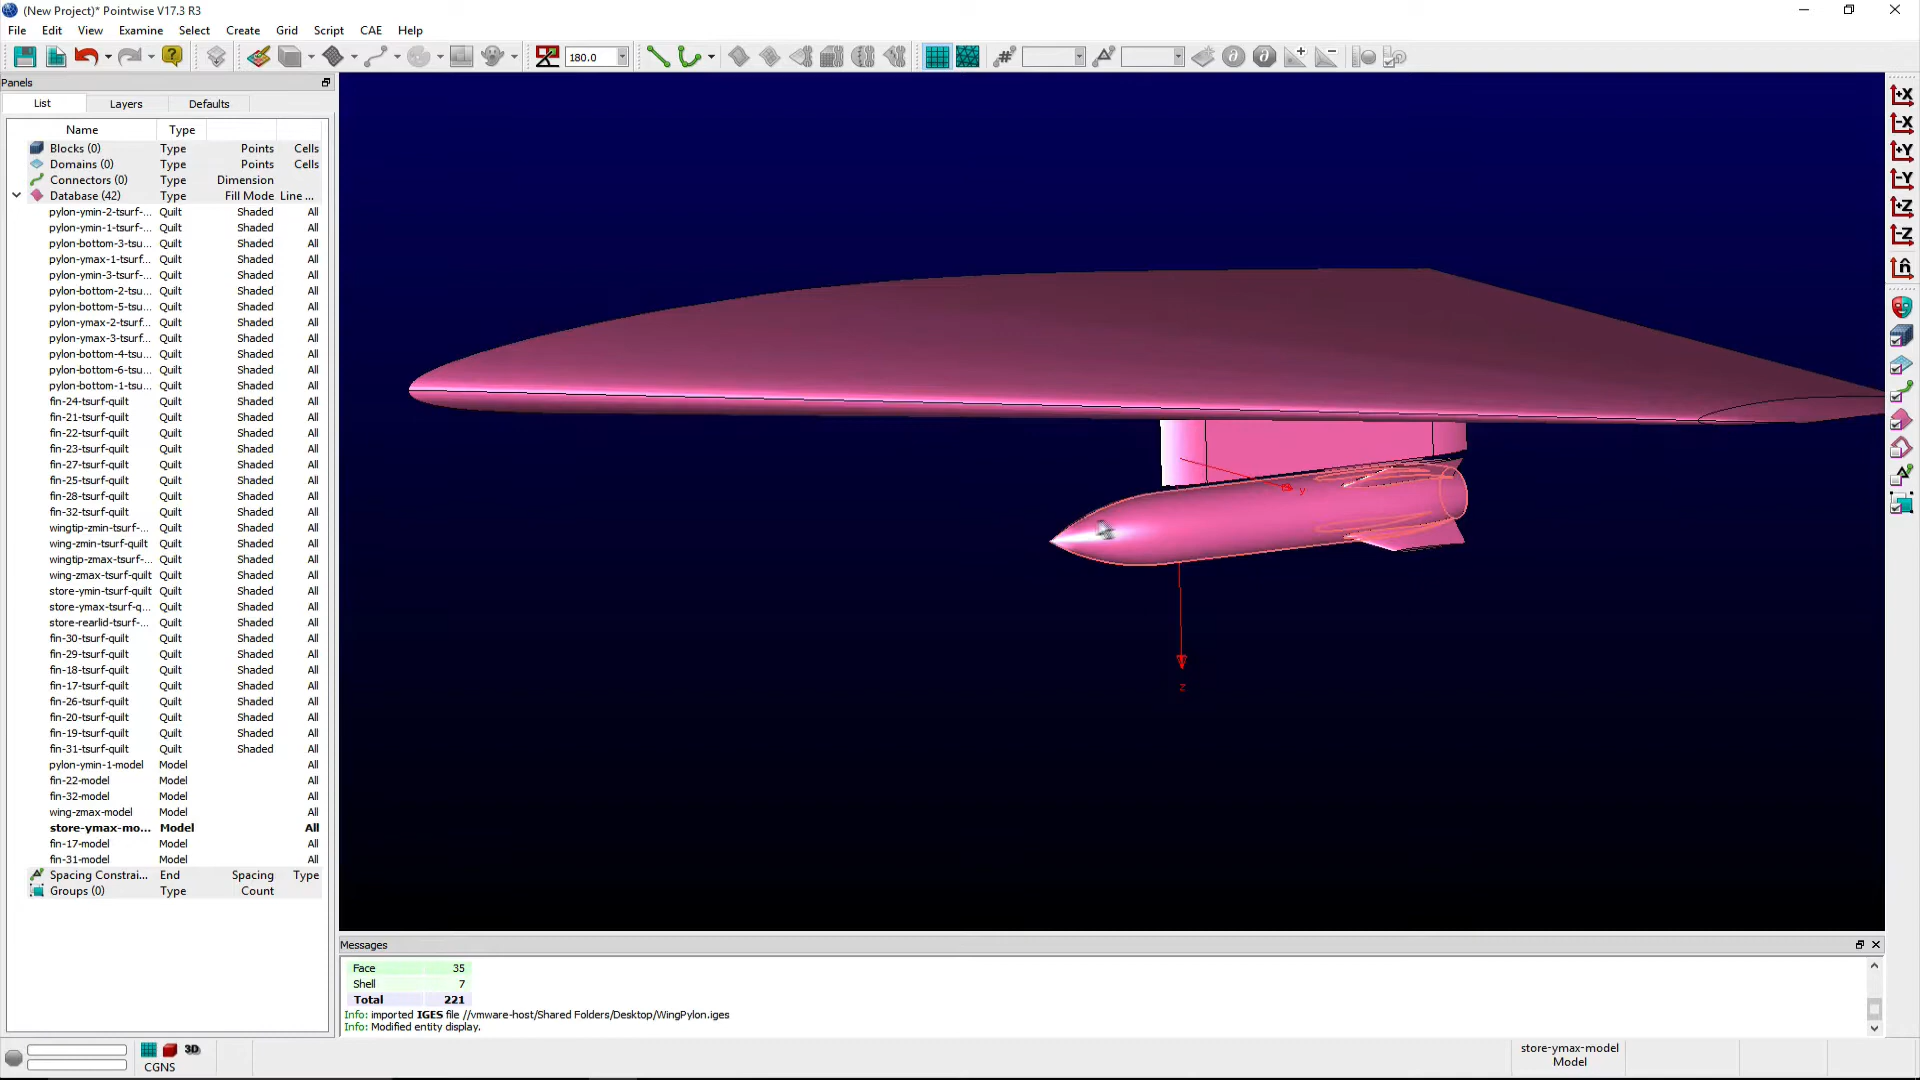 (New Project)* Pointwise V17.3 R3
File Edit View Examine Select Create Grid Script CAE Help
180.0
Panels
List Layers Defaults
Name Type
Blocks (0) Type Points Cells
Domains (0) Type Points Cells
Connectors (0) Type Dimension
Database (42) Type Fill Mode Line ...
pylon-ymin-2-tsurf-... Quilt Shaded All
pylon-ymin-1-tsurf-... Quilt Shaded All
pylon-bottom-3-tsu... Quilt Shaded All
pylon-ymax-1-tsurf-... Quilt Shaded All
pylon-ymin-3-tsurf-... Quilt Shaded All
pylon-bottom-2-tsu... Quilt Shaded All
pylon-bottom-5-tsu... Quilt Shaded All
pylon-ymax-2-tsurf... Quilt Shaded All
pylon-ymax-3-tsurf... Quilt Shaded All
pylon-bottom-4-tsu... Quilt Shaded All
pylon-bottom-6-tsu... Quilt Shaded All
pylon-bottom-1-tsu... Quilt Shaded All
fin-24-tsurf-quilt Quilt Shaded All
fin-21-tsurf-quilt Quilt Shaded All
fin-22-tsurf-quilt Quilt Shaded All
fin-23-tsurf-quilt Quilt Shaded All
fin-27-tsurf-quilt Quilt Shaded All
fin-25-tsurf-quilt Quilt Shaded All
fin-28-tsurf-quilt Quilt Shaded All
fin-32-tsurf-quilt Quilt Shaded All
wingtip-zmin-tsurf-... Quilt Shaded All
wing-zmin-tsurf-quilt Quilt Shaded All
wingtip-zmax-tsurf-... Quilt Shaded All
wing-zmax-tsurf-quilt Quilt Shaded All
store-ymin-tsurf-quilt Quilt Shaded All
store-ymax-tsurf-q... Quilt Shaded All
store-rearlid-tsurf-... Quilt Shaded All
fin-30-tsurf-quilt Quilt Shaded All
fin-29-tsurf-quilt Quilt Shaded All
fin-18-tsurf-quilt Quilt Shaded All
fin-17-tsurf-quilt Quilt Shaded All
fin-26-tsurf-quilt Quilt Shaded All
fin-20-tsurf-quilt Quilt Shaded All
fin-19-tsurf-quilt Quilt Shaded All
fin-31-tsurf-quilt Quilt Shaded All
pylon-ymin-1-model Model All
fin-22-model Model All
fin-32-model Model All
wing-zmax-model Model All
store-ymax-mo... Model All
fin-17-model Model All
fin-31-model Model All
Spacing Constrai... End Spacing Type
Groups (0) Type Count
y
z
+X
-X
+Y
-Y
+Z
-Z
n̂
Messages
Face 35
Shell 7
Total 221
Info: imported IGES file //vmware-host/Shared Folders/Desktop/WingPylon.iges
Info: Modified entity display.
3D
CGNS
store-ymax-model
Model